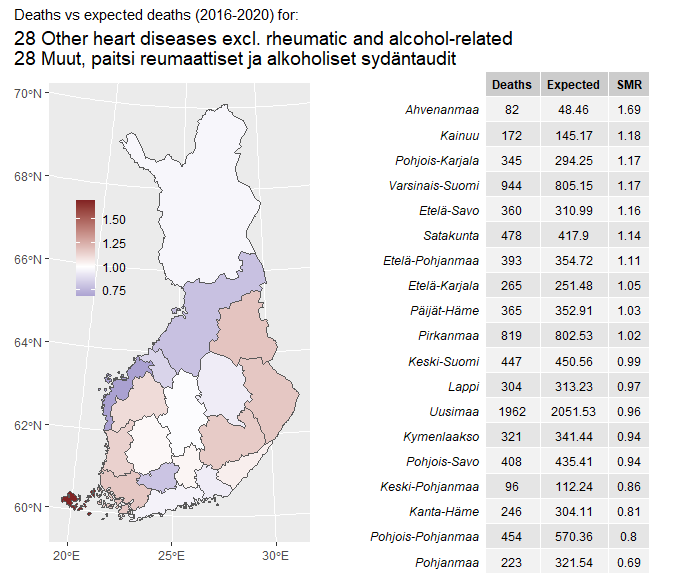 Deaths vs expected deaths (2016-2020) for:
28 Other heart diseases excl. rheumatic and alcohol-related
28 Muut, paitsi reumaattiset ja alkoholiset sydäntaudit
70°N
68°N
66°N
64°N
62°N
60°N
20°E 25°E 30°E
1.50
1.25
1.00
0.75
Deaths Expected SMR
Ahvenanmaa 82 48.46 1.69
Kainuu 172 145.17 1.18
Pohjois-Karjala 345 294.25 1.17
Varsinais-Suomi 944 805.15 1.17
Etelä-Savo 360 310.99 1.16
Satakunta 478 417.9 1.14
Etelä-Pohjanmaa 393 354.72 1.11
Etelä-Karjala 265 251.48 1.05
Päijät-Häme 365 352.91 1.03
Pirkanmaa 819 802.53 1.02
Keski-Suomi 447 450.56 0.99
Lappi 304 313.23 0.97
Uusimaa 1962 2051.53 0.96
Kymenlaakso 321 341.44 0.94
Pohjois-Savo 408 435.41 0.94
Keski-Pohjanmaa 96 112.24 0.86
Kanta-Häme 246 304.11 0.81
Pohjois-Pohjanmaa 454 570.36 0.8
Pohjanmaa 223 321.54 0.69